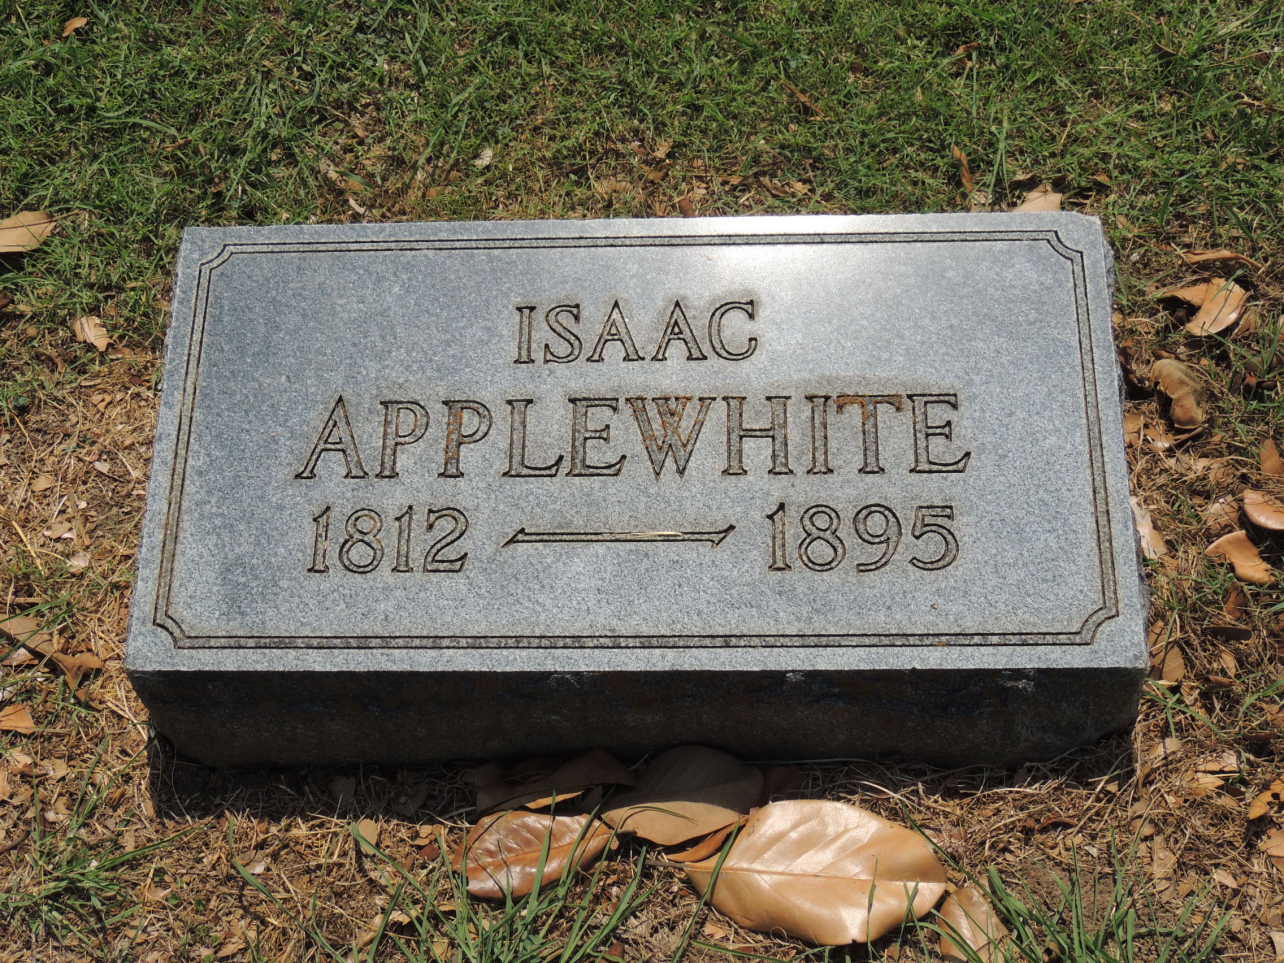 ISAAC
APPLEWHITE
1812 — 1895